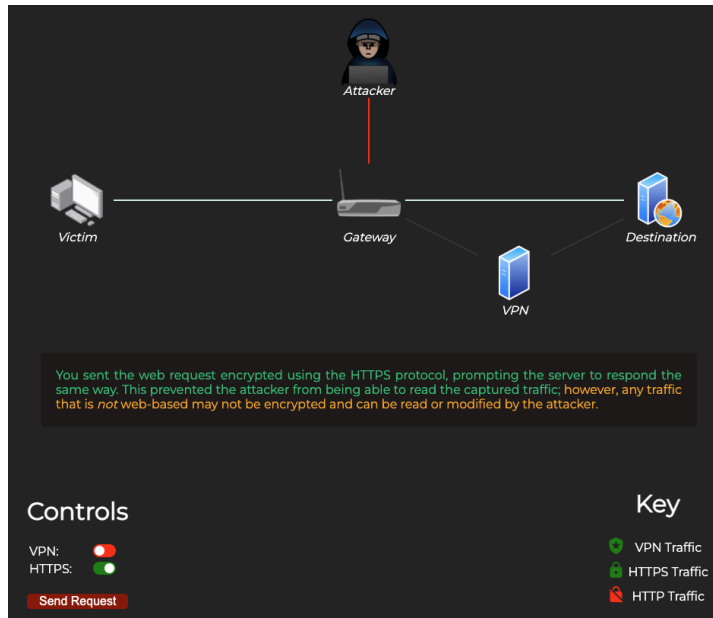 Attacker
Victim
Gateway
Destination
VPN
You sent the web request encrypted using the HTTPS protocol, prompting the server to respond the
same way. This prevented the attacker from being able to read the captured traffic; however, any traffic
that is not web-based may not be encrypted and can be read or modified by the attacker.
Controls
VPN:
HTTPS:
Send Request
Key
VPN Traffic
HTTPS Traffic
HTTP Traffic